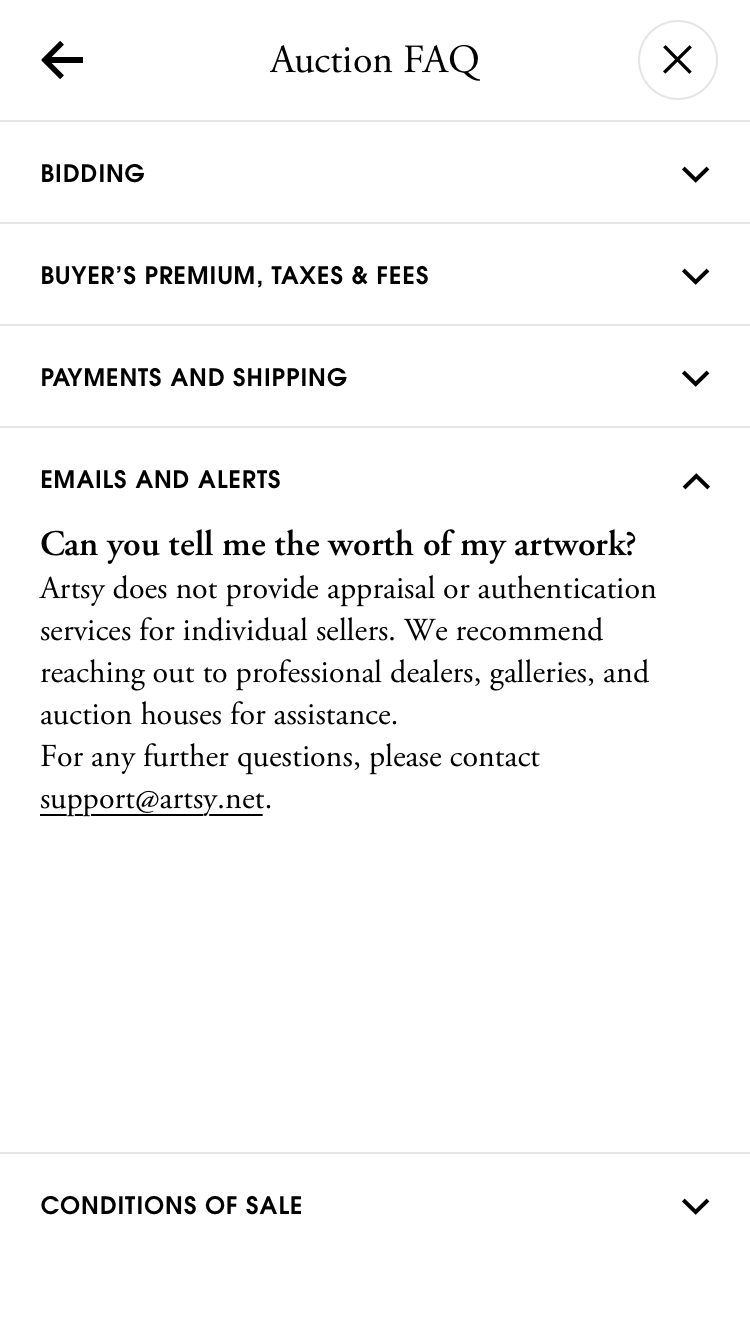 Auction FAQ
BIDDING
BUYER’S PREMIUM, TAXES & FEES
PAYMENTS AND SHIPPING
EMAILS AND ALERTS
Can you tell me the worth of my artwork?
Artsy does not provide appraisal or authentication
services for individual sellers. We recommend
reaching out to professional dealers, galleries, and
auction houses for assistance.
For any further questions, please contact
support@artsy.net.
CONDITIONS OF SALE